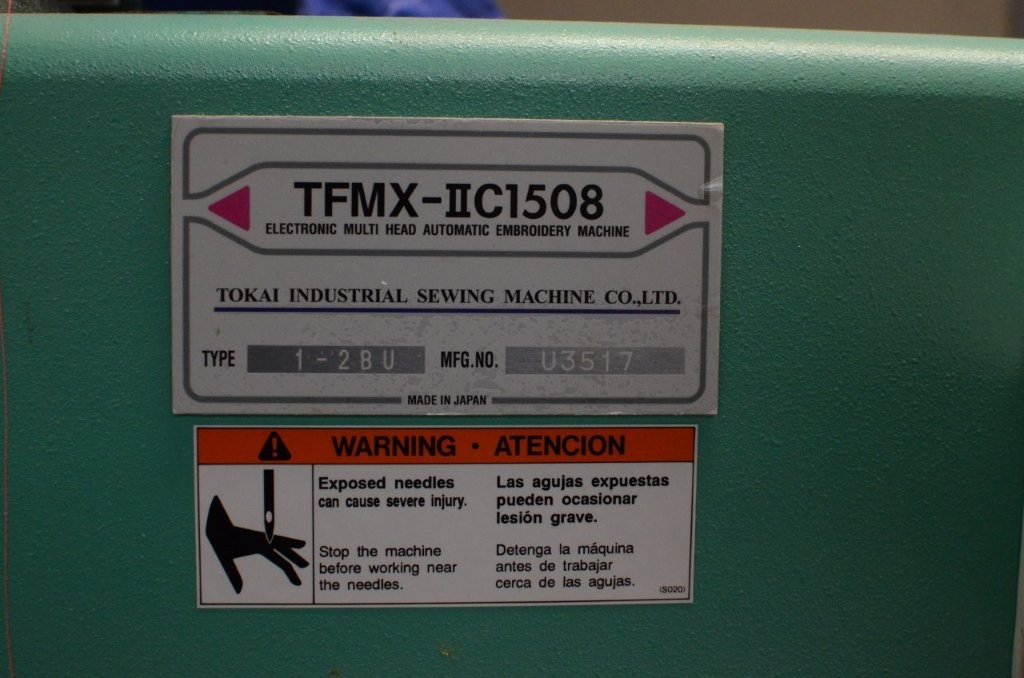 TFMX-IIC1508
ELECTRONIC MULTI HEAD AUTOMATIC EMBROIDERY MACHINE
TOKAI INDUSTRIAL SEWING MACHINE CO.,LTD.
TYPE 1-2BU MFG.NO. U3517
MADE IN JAPAN
WARNING · ATENCION
Exposed needles
can cause severe injury.
Stop the machine
before working near
the needles.
Las agujas expuestas
pueden ocasionar
lesión grave.
Detenga la máquina
antes de trabajar
cerca de las agujas.
(S020)